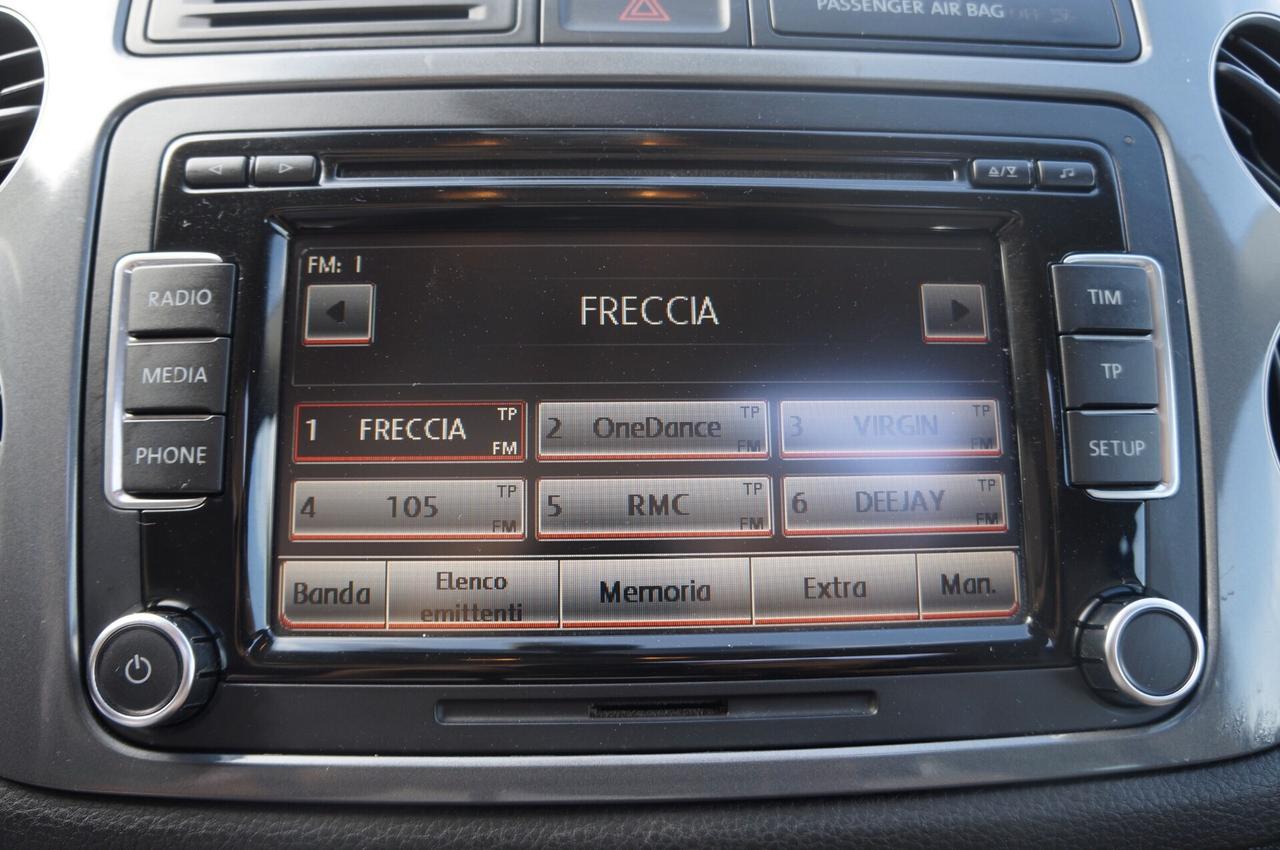 PASSENGER AIR BAG OFF
FM: 1
RADIO
MEDIA
PHONE
FRECCIA
TIM
TP
SETUP
1 FRECCIA TP FM
2 OneDance TP FM
3 VIRGIN TP FM
4 105 TP FM
5 RMC TP FM
6 DEEJAY TP FM
Banda
Elenco
emittenti
Memoria
Extra
Man.